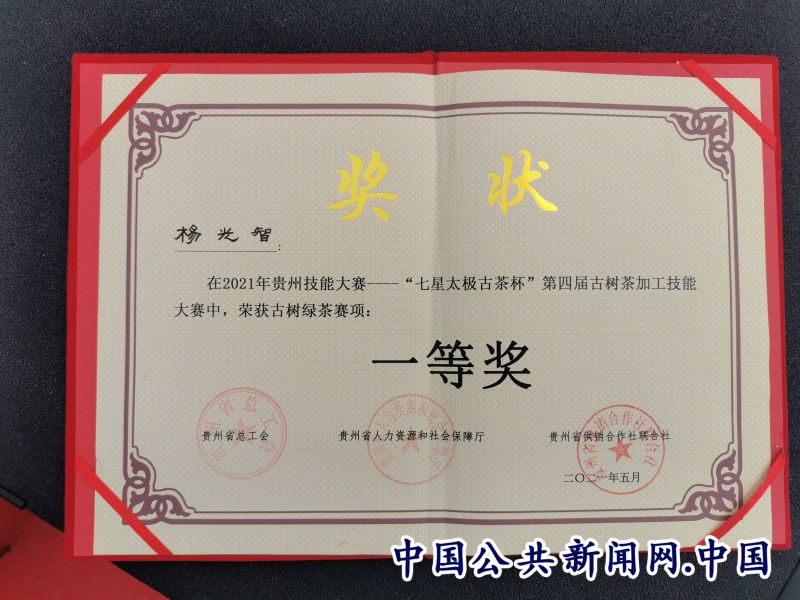 奖 状
杨光智:
在2021年贵州技能大赛----“七星太极古茶杯”第四届古树茶加工技能
大赛中，荣获古树绿茶赛项:
一等奖
贵州省总工会 贵州省人力资源和社会保障厅 贵州省供销合作社联合社
二〇二一年五月
中国公共新闻网.中国